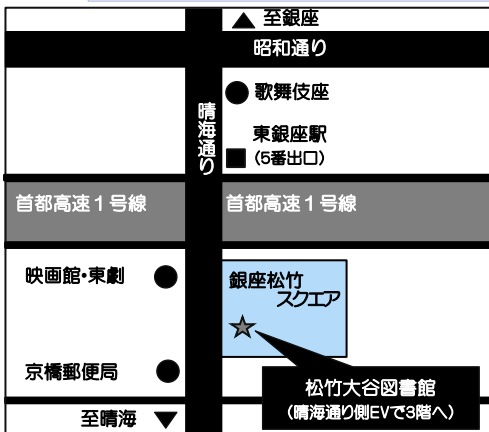 至銀座
昭和通り
晴海通り
歌舞伎座
東銀座駅
(5番出口)
首都高速1号線
首都高速1号線
映画館・東劇
銀座松竹
スクエア
京橋郵便局
松竹大谷図書館
(晴海通り側EVで3階へ)
至晴海